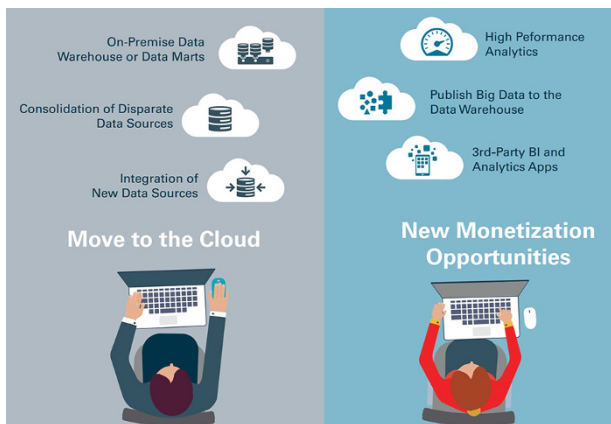 On-Premise Data
Warehouse or Data Marts
Consolidation of Disparate
Data Sources
Integration of
New Data Sources
Move to the Cloud
High Peformance
Analytics
Publish Big Data to the
Data Warehouse
3rd-Party BI and
Analytics Apps
New Monetization
Opportunities